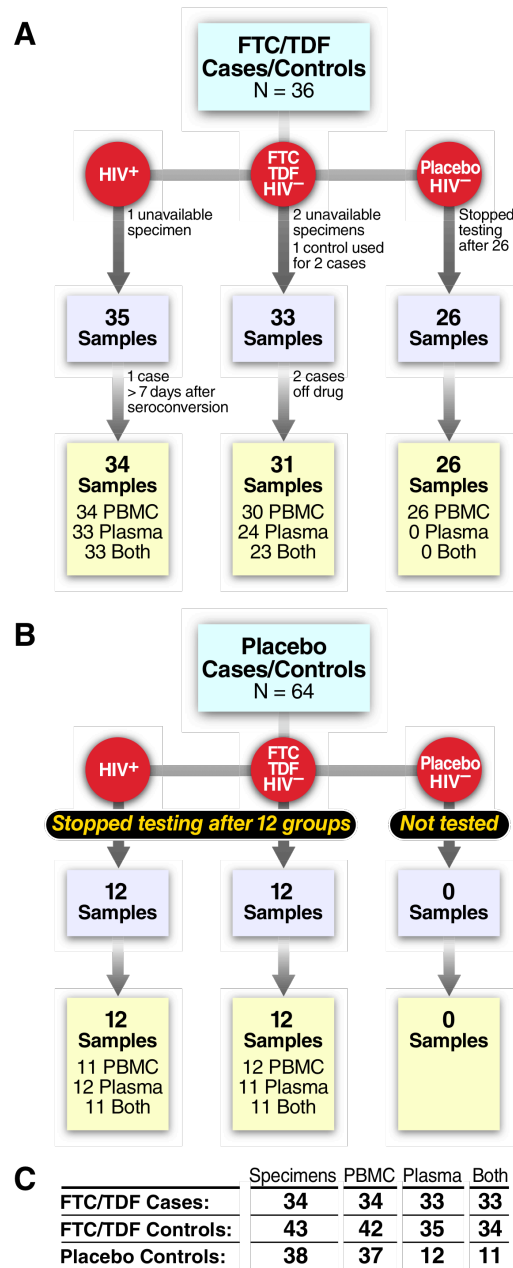 A
FTC/TDF
Cases/Controls
N = 36
HIV+
FTC
TDF
HIV–
Placebo
HIV–
1 unavailable
specimen
2 unavailable
specimens
1 control used
for 2 cases
Stopped
testing
after 26
35
Samples
33
Samples
26
Samples
1 case
> 7 days after
seroconversion
2 cases
off drug
34
Samples
34 PBMC
33 Plasma
33 Both
31
Samples
30 PBMC
24 Plasma
23 Both
26
Samples
26 PBMC
0 Plasma
0 Both
B
Placebo
Cases/Controls
N = 64
HIV+
FTC
TDF
HIV–
Placebo
HIV–
Stopped testing after 12 groups
Not tested
12
Samples
12
Samples
0
Samples
12
Samples
11 PBMC
12 Plasma
11 Both
12
Samples
12 PBMC
11 Plasma
11 Both
0
Samples
C
Specimens PBMC Plasma Both
FTC/TDF Cases: 34 34 33 33
FTC/TDF Controls: 43 42 35 34
Placebo Controls: 38 37 12 11